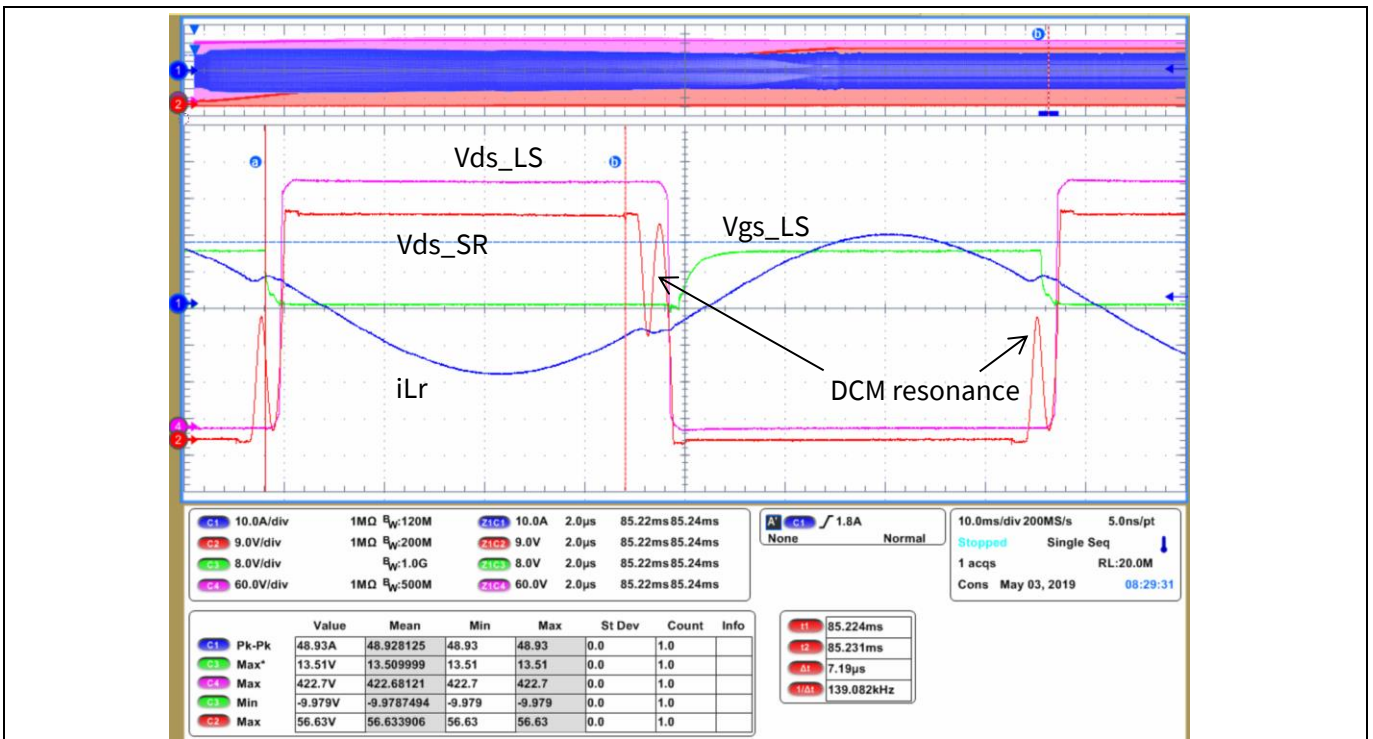 b
1
2
a
b
Vds_LS
Vgs_LS
Vds_SR
1
iLr
DCM resonance
4
2
C1 10.0A/div 1MΩ BW:120M Z1C1 10.0A 2.0µs 85.22ms 85.24ms
C2 9.0V/div 1MΩ BW:200M Z1C2 9.0V 2.0µs 85.22ms 85.24ms
C3 8.0V/div BW:1.0G Z1C3 8.0V 2.0µs 85.22ms 85.24ms
C4 60.0V/div 1MΩ BW:500M Z1C4 60.0V 2.0µs 85.22ms 85.24ms
A' C1 1.8A
None Normal
10.0ms/div 200MS/s 5.0ns/pt
Stopped Single Seq
1 acqs RL:20.0M
Cons May 03, 2019 08:29:31
Value Mean Min Max St Dev Count Info
C1 Pk-Pk 48.93A 48.928125 48.93 48.93 0.0 1.0
C3 Max* 13.51V 13.509999 13.51 13.51 0.0 1.0
C4 Max 422.7V 422.68121 422.7 422.7 0.0 1.0
C3 Min -9.979V -9.9787494 -9.979 -9.979 0.0 1.0
C2 Max 56.63V 56.633906 56.63 56.63 0.0 1.0
t1 85.224ms
t2 85.231ms
Δt 7.19µs
1/Δt 139.082kHz